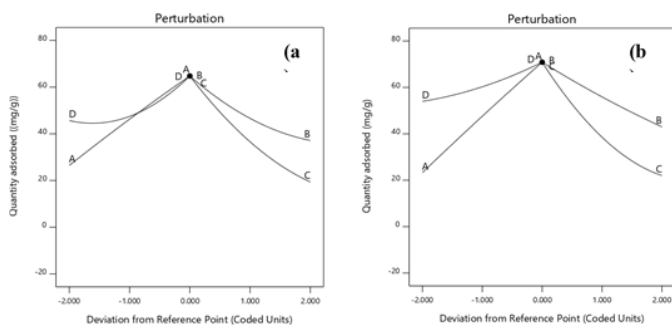 Perturbation
(a
80
60
40
20
0
-20
Quantity adsorbed ((mg/g))
A
D
B
C
D
A
B
C
-2.000 -1.000 0.000 1.000 2.000
Deviation from Reference Point (Coded Units)
Perturbation
(b
80
60
40
20
0
-20
Quantity adsorbed (mg/g)
A
D
B
C
D
A
B
C
-2.000 -1.000 0.000 1.000 2.000
Deviation from Reference Point (Coded Units)